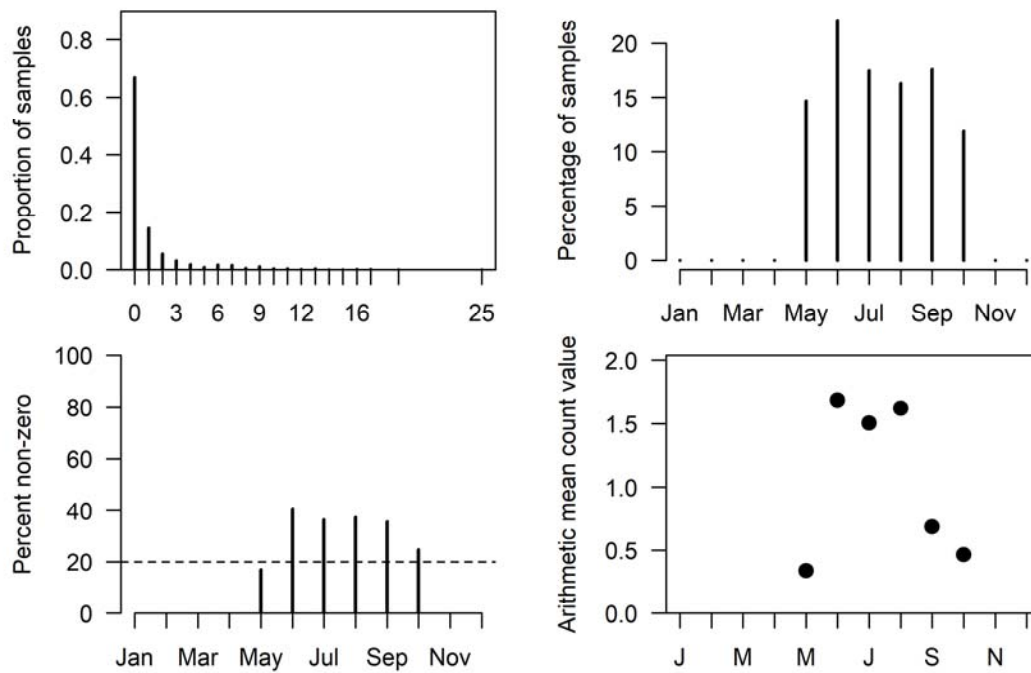 Proportion of samples
0.8
0.6
0.4
0.2
0.0
0 3 6 9 12 16 25
Percentage of samples
20
15
10
5
0
Jan Mar May Jul Sep Nov
Percent non-zero
100
80
60
40
20
0
Jan Mar May Jul Sep Nov
Arithmetic mean count value
2.0
1.5
1.0
0.5
0.0
J M M J S N